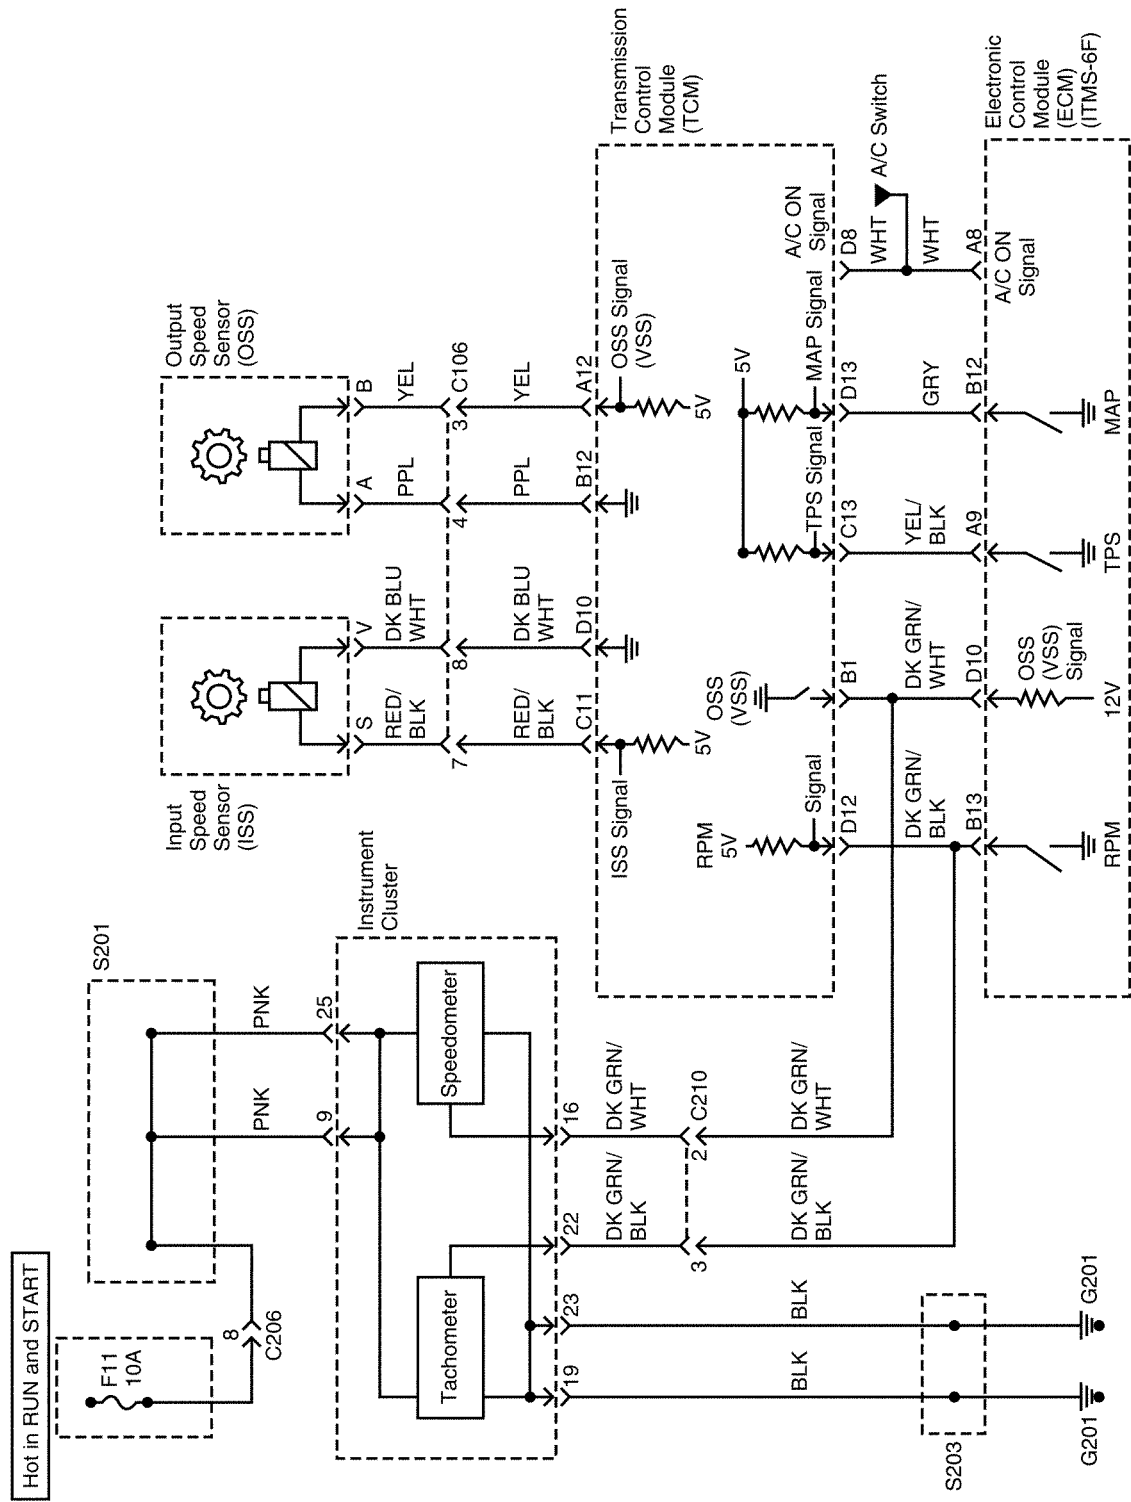 Hot in RUN and START
F11
10A
8
C206
S201
PNK
PNK
9
25
Instrument
Cluster
Tachometer
Speedometer
19
23
22
16
DK GRN/
BLK
DK GRN/
WHT
3
2
C210
BLK
BLK
DK GRN/
BLK
DK GRN/
WHT
S203
G201
G201
Input
Speed
Sensor
(ISS)
S
V
RED/
BLK
DK BLU
WHT
7
8
RED/
BLK
DK BLU
WHT
C11
D10
Output
Speed
Sensor
(OSS)
A
B
PPL
YEL
4
3
C106
PPL
YEL
B12
A12
Transmission
Control
Module
(TCM)
ISS Signal
5V
OSS Signal
(VSS)
5V
RPM
5V
Signal
OSS
(VSS)
5V
TPS Signal
MAP Signal
A/C ON
Signal
D12
B1
C13
D13
D8
DK GRN/
BLK
DK GRN/
WHT
YEL/
BLK
GRY
WHT
WHT
A/C Switch
B13
D10
A9
B12
A8
Electronic
Control
Module
(ECM)
(ITMS-6F)
OSS
(VSS)
Signal
A/C ON
Signal
RPM
12V
TPS
MAP